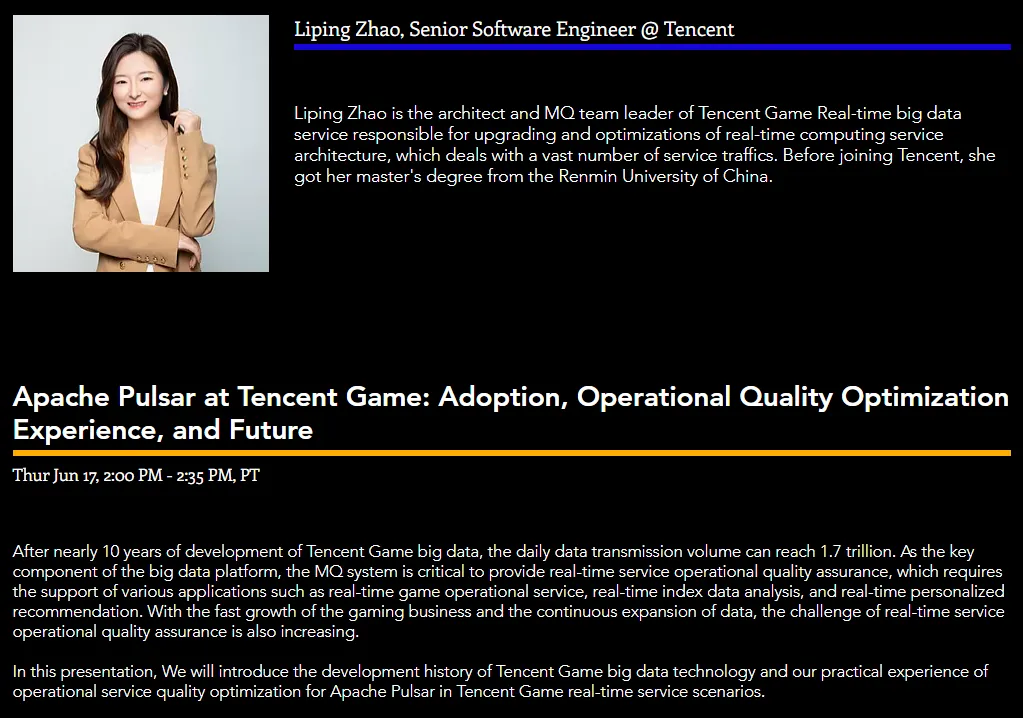 Liping Zhao, Senior Software Engineer @ Tencent
Liping Zhao is the architect and MQ team leader of Tencent Game Real-time big data
service responsible for upgrading and optimizations of real-time computing service
architecture, which deals with a vast number of service traffics. Before joining Tencent, she
got her master's degree from the Renmin University of China.
Apache Pulsar at Tencent Game: Adoption, Operational Quality Optimization
Experience, and Future
Thur Jun 17, 2:00 PM - 2:35 PM, PT
After nearly 10 years of development of Tencent Game big data, the daily data transmission volume can reach 1.7 trillion. As the key
component of the big data platform, the MQ system is critical to provide real-time service operational quality assurance, which requires
the support of various applications such as real-time game operational service, real-time index data analysis, and real-time personalized
recommendation. With the fast growth of the gaming business and the continuous expansion of data, the challenge of real-time service
operational quality assurance is also increasing.
In this presentation, We will introduce the development history of Tencent Game big data technology and our practical experience of
operational service quality optimization for Apache Pulsar in Tencent Game real-time service scenarios.